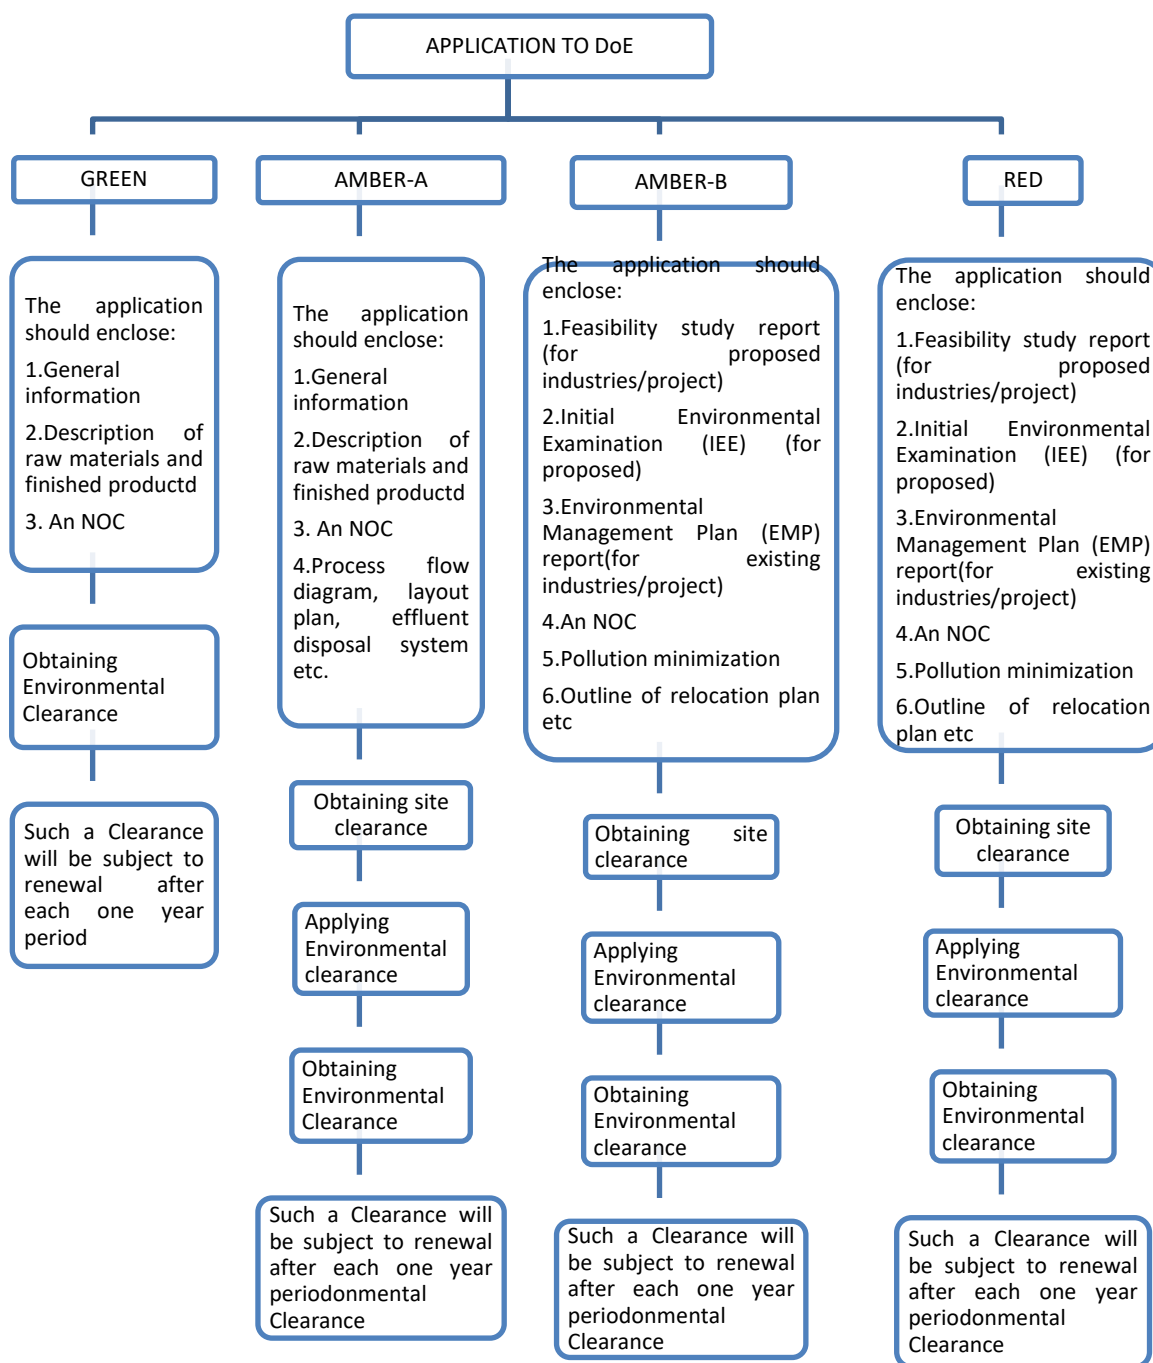 APPLICATION TO DoE
GREEN
AMBER-A
AMBER-B
RED
The application
should enclose:
1.General
information
2.Description of
raw materials and
finished productd
3. An NOC
Obtaining
Environmental
Clearance
Such a Clearance
will be subject to
renewal after
each one year
period
The application
should enclose:
1.General
information
2.Description of
raw materials and
finished productd
3. An NOC
4.Process flow
diagram, layout
plan, effluent
disposal system
etc.
Obtaining site
clearance
Applying
Environmental
clearance
Obtaining
Environmental
Clearance
Such a Clearance will
be subject to renewal
after each one year
periodonmental
Clearance
The application should
enclose:
1.Feasibility study report
(for proposed
industries/project)
2.Initial Environmental
Examination (IEE) (for
proposed)
3.Environmental
Management Plan (EMP)
report(for existing
industries/project)
4.An NOC
5.Pollution minimization
6.Outline of relocation plan
etc
Obtaining site
clearance
Applying
Environmental
clearance
Obtaining
Environmental
clearance
Such a Clearance will
be subject to renewal
after each one year
periodonmental
Clearance
The application should
enclose:
1.Feasibility study report
(for proposed
industries/project)
2.Initial Environmental
Examination (IEE) (for
proposed)
3.Environmental
Management Plan (EMP)
report(for existing
industries/project)
4.An NOC
5.Pollution minimization
6.Outline of relocation
plan etc
Obtaining site
clearance
Applying
Environmental
clearance
Obtaining
Environmental
clearance
Such a Clearance will
be subject to renewal
after each one year
periodonmental
Clearance